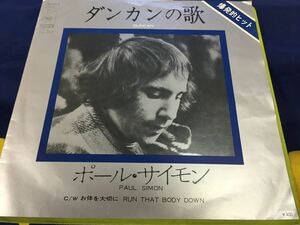 ダンカンの歌
DUNCAN
爆発的ヒット
ポール・サイモン
PAUL SIMON
C/W お体を大切に RUN THAT BODY DOWN